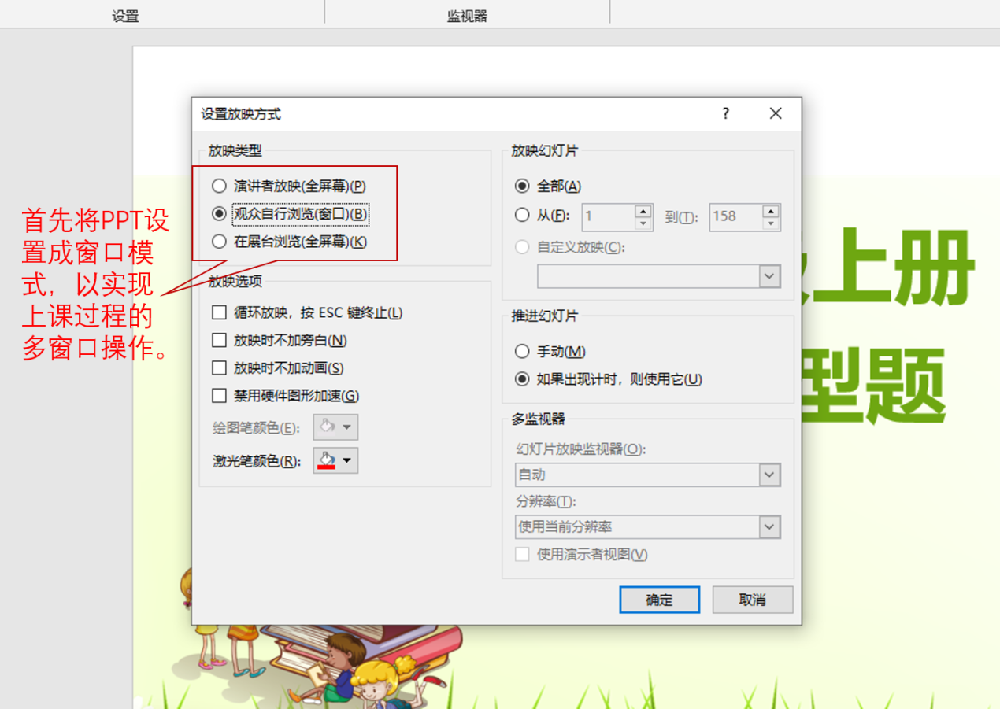 设置
监视器
设置放映方式
放映类型
演讲者放映(全屏幕)(P)
观众自行浏览(窗口)(B)
在展台浏览(全屏幕)(K)
首先将PPT设
置成窗口模
式，以实现
上课过程的
多窗口操作。
放映选项
循环放映，按 ESC 键终止(L)
放映时不加旁白(N)
放映时不加动画(S)
禁用硬件图形加速(G)
绘图笔颜色(E):
激光笔颜色(R):
放映幻灯片
全部(A)
从(F): 1 到(T): 158
自定义放映(C):
推进幻灯片
手动(M)
如果出现计时，则使用它(U)
多监视器
幻灯片放映监视器(O):
自动
分辨率(T):
使用当前分辨率
使用演示者视图(V)
确定 取消
上册
型题